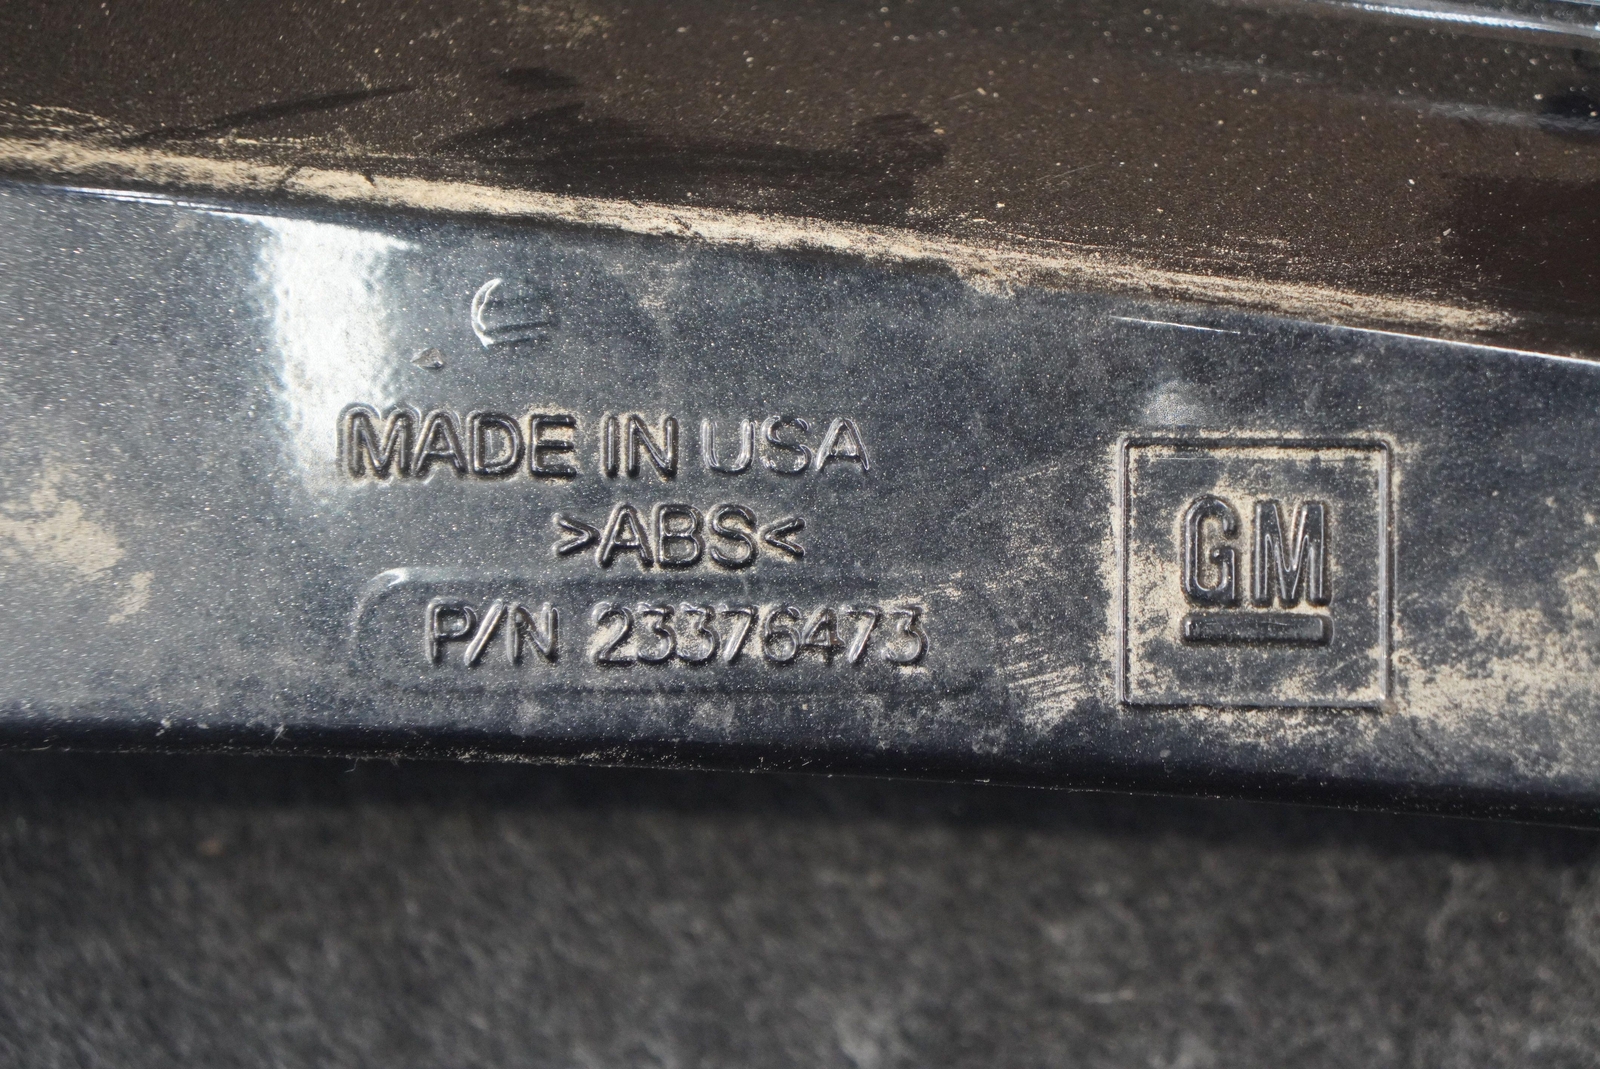 MADE IN USA
>ABS<
P/N 23376473
GM